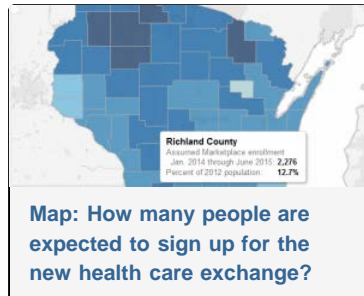 Richland County
Assumed Marketplace enrollment
Jan. 2014 through June 2015: 2,276
Percent of 2012 population: 12.7%
Map: How many people are
expected to sign up for the
new health care exchange?